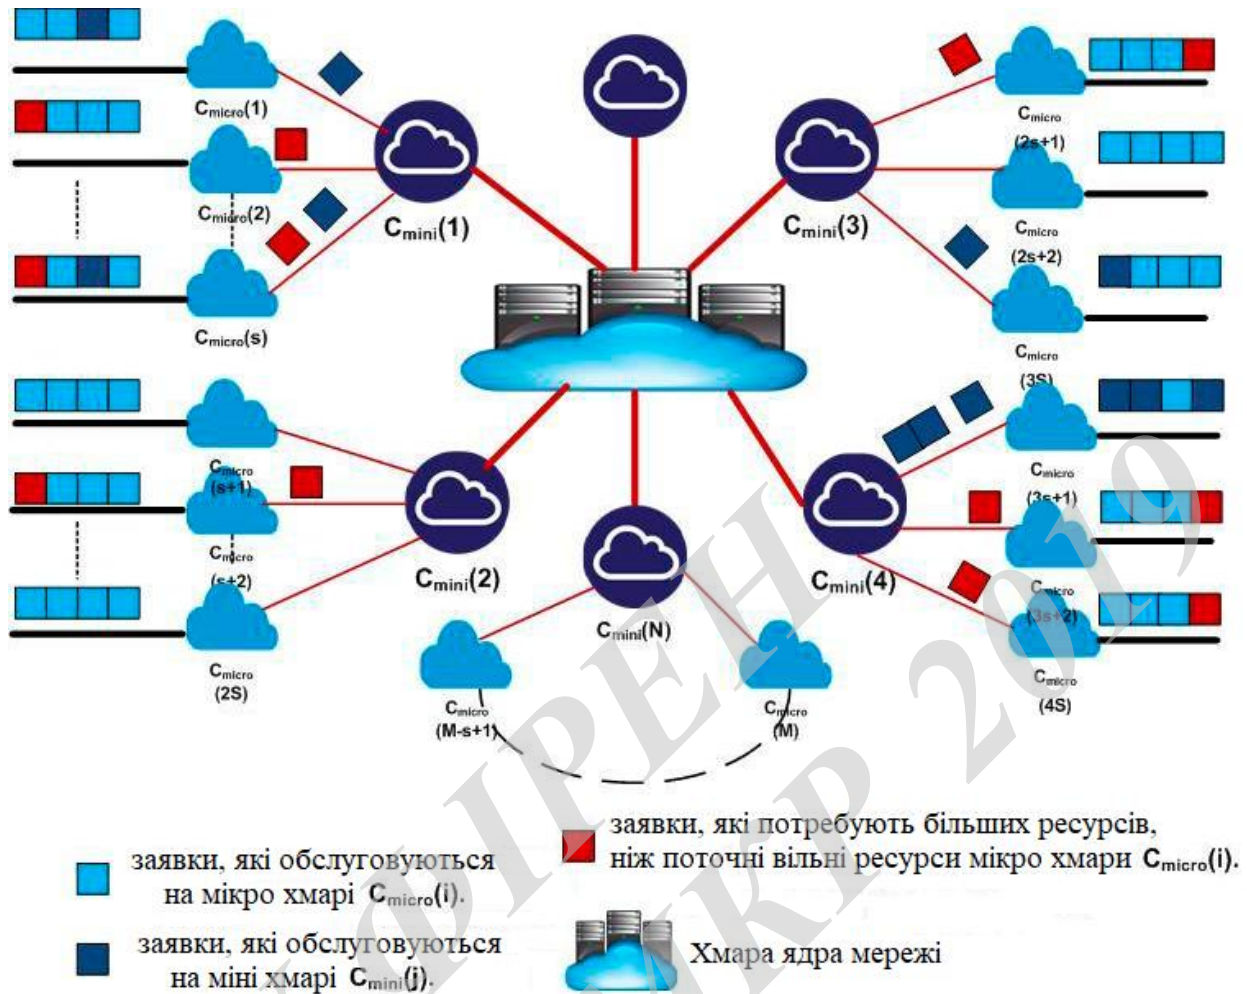 Cmicro(1)
Cmicro(2)
Cmicro(s)
Cmini(1)
Cmini(3)
Cmicro
(2s+1)
Cmicro
(2s+2)
Cmicro
(3S)
Cmicro
(s+1)
Cmicro
(s+2)
Cmicro
(2S)
Cmini(2)
Cmini(N)
Cmini(4)
Cmicro
(3s+1)
Cmicro
(3s+2)
Cmicro
(4S)
Cmicro
(M-s+1)
Cmicro
(M)
заявки, які обслуговуються
на мікро хмарі Cmicro(i).
заявки, які обслуговуються
на міні хмарі Cmini(j).
заявки, які потребують більших ресурсів,
ніж поточні вільні ресурси мікро хмари Cmicro(i).
Хмара ядра мережі
ФІРЕН
МКР 2019